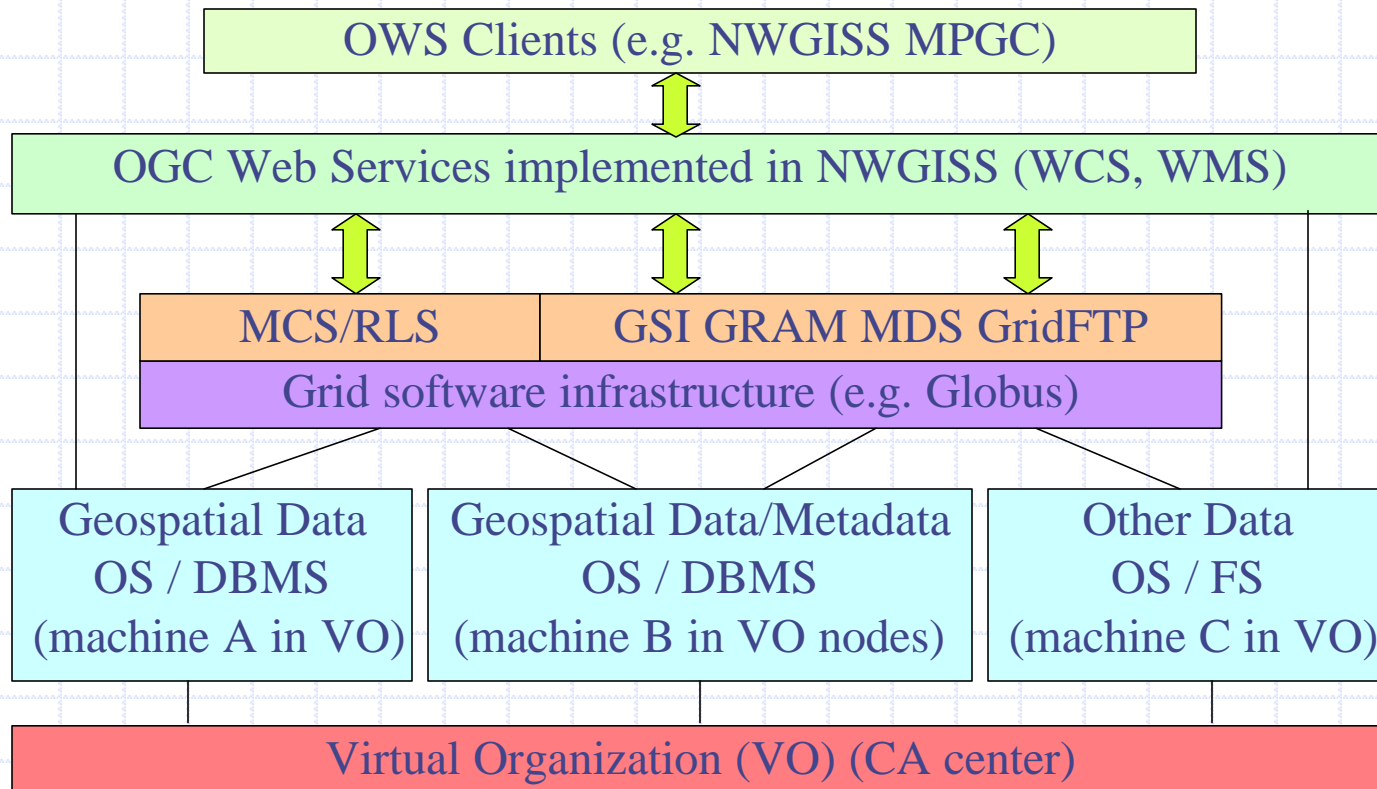 OWS Clients (e.g. NWGISS MPGC)
OGC Web Services implemented in NWGISS (WCS, WMS)
MCS/RLS
GSI GRAM MDS GridFTP
Grid software infrastructure (e.g. Globus)
Geospatial Data
OS / DBMS
(machine A in VO)
Geospatial Data/Metadata
OS / DBMS
(machine B in VO nodes)
Other Data
OS / FS
(machine C in VO)
Virtual Organization (VO) (CA center)